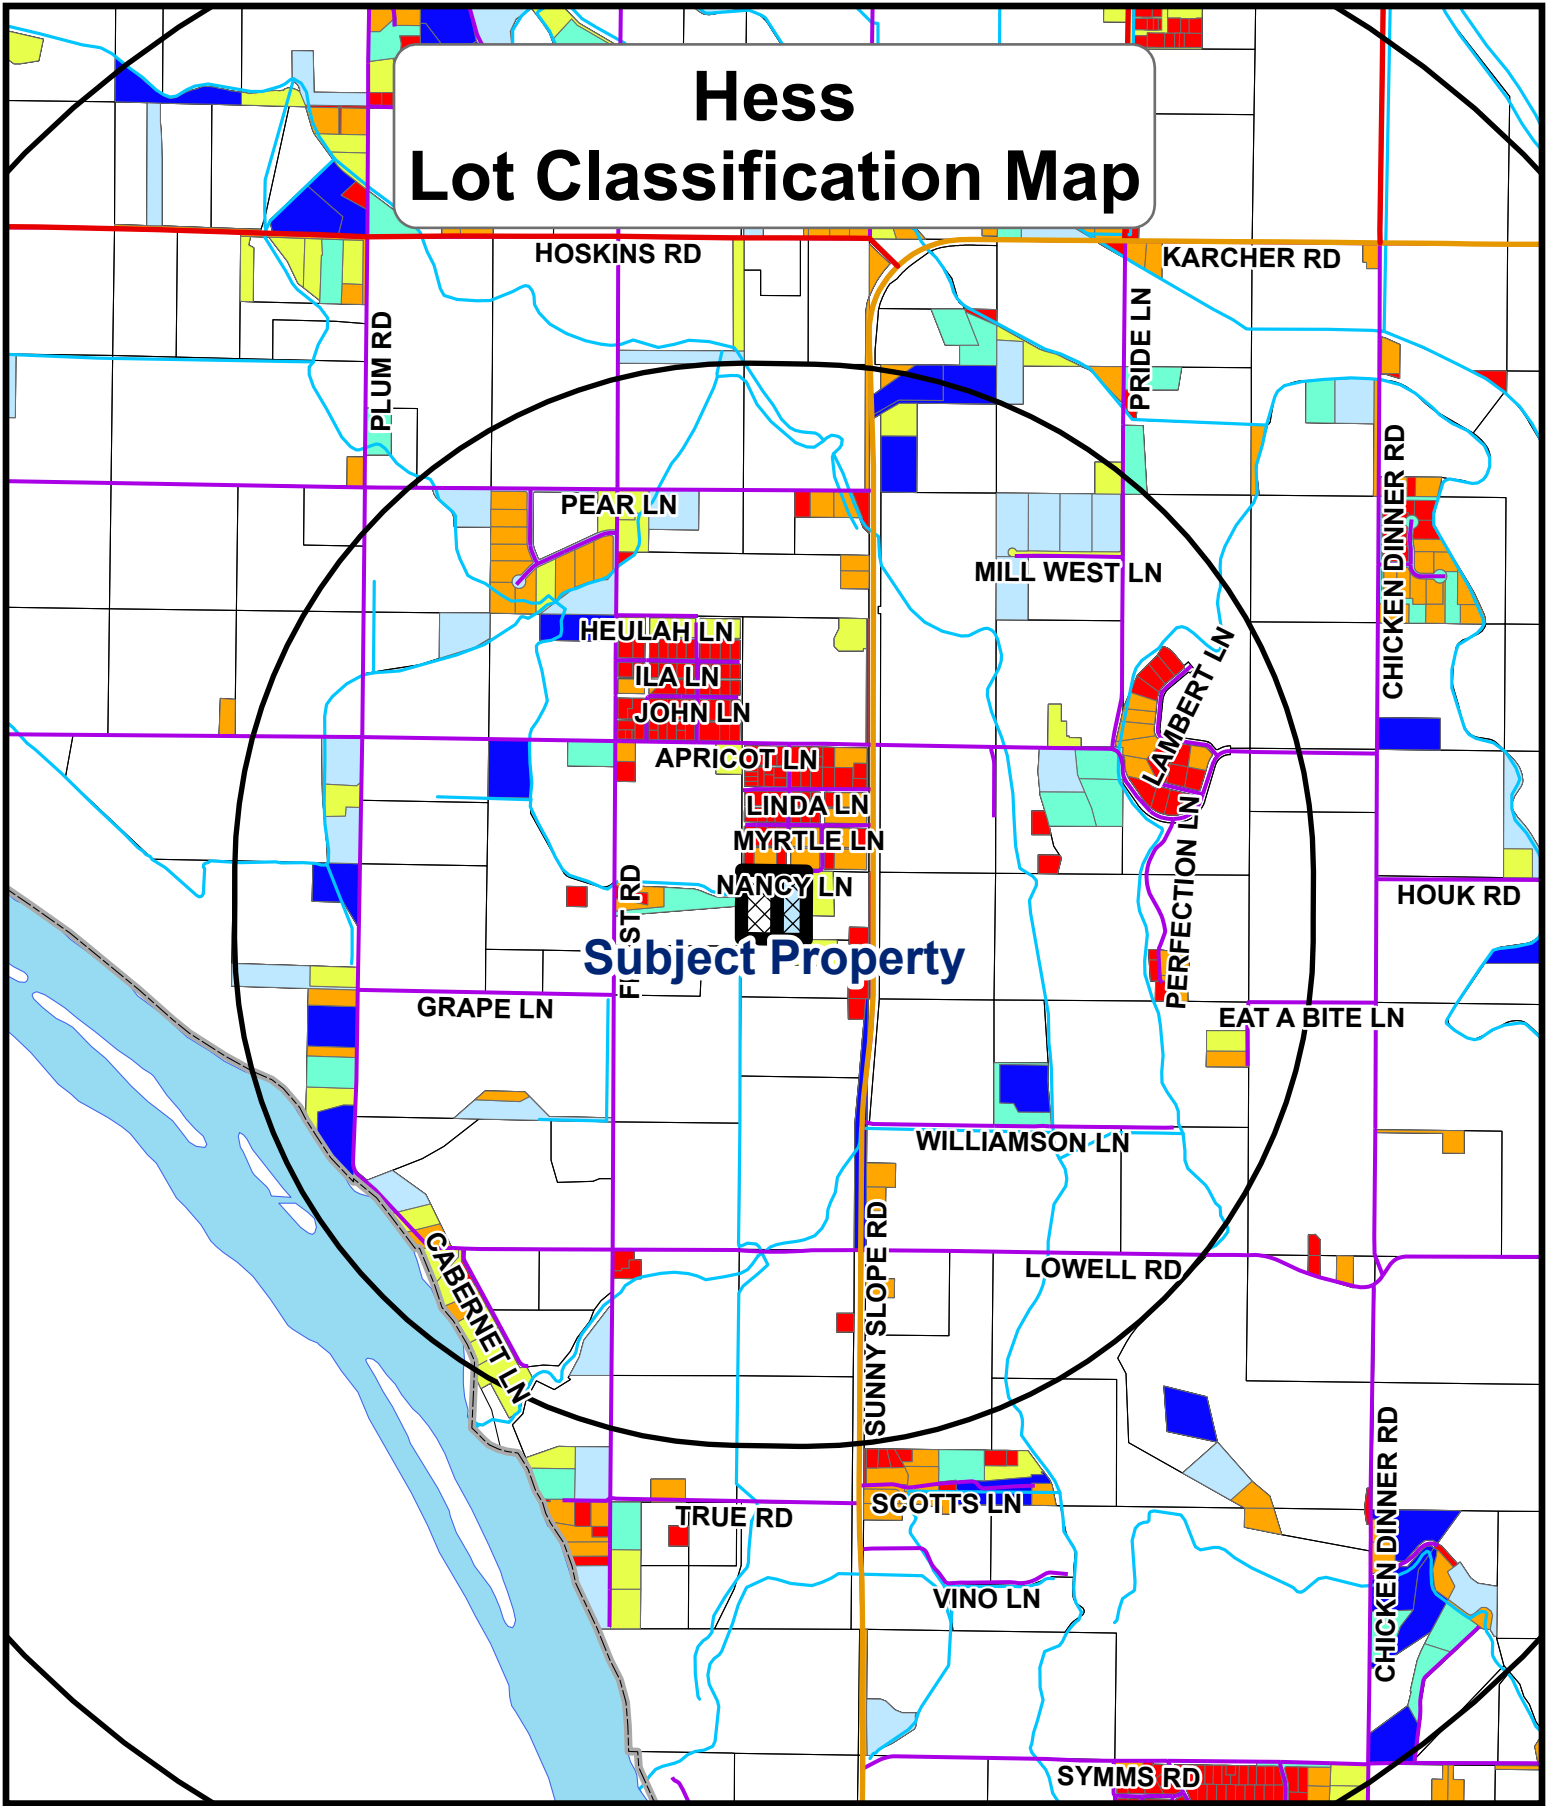 Hess
Lot Classification Map
HOSKINS RD
KARCHER RD
PLUM RD
PRIDE LN
PEAR LN
CHICKEN DINNER RD
MILL WEST LN
HEULAH LN
ILA LN
JOHN LN
LAMBERT LN
APRICOT LN
LINDA LN
MYRTLE LN
NANCY LN
PERFECTION LN
HOUK RD
Subject Property
GRAPE LN
EAT A BITE LN
WILLIAMSON LN
SUNNY SLOPE RD
CABERNET LN
LOWELL RD
CHICKEN DINNER RD
SCOTTS LN
TRUE RD
VINO LN
SYMMS RD